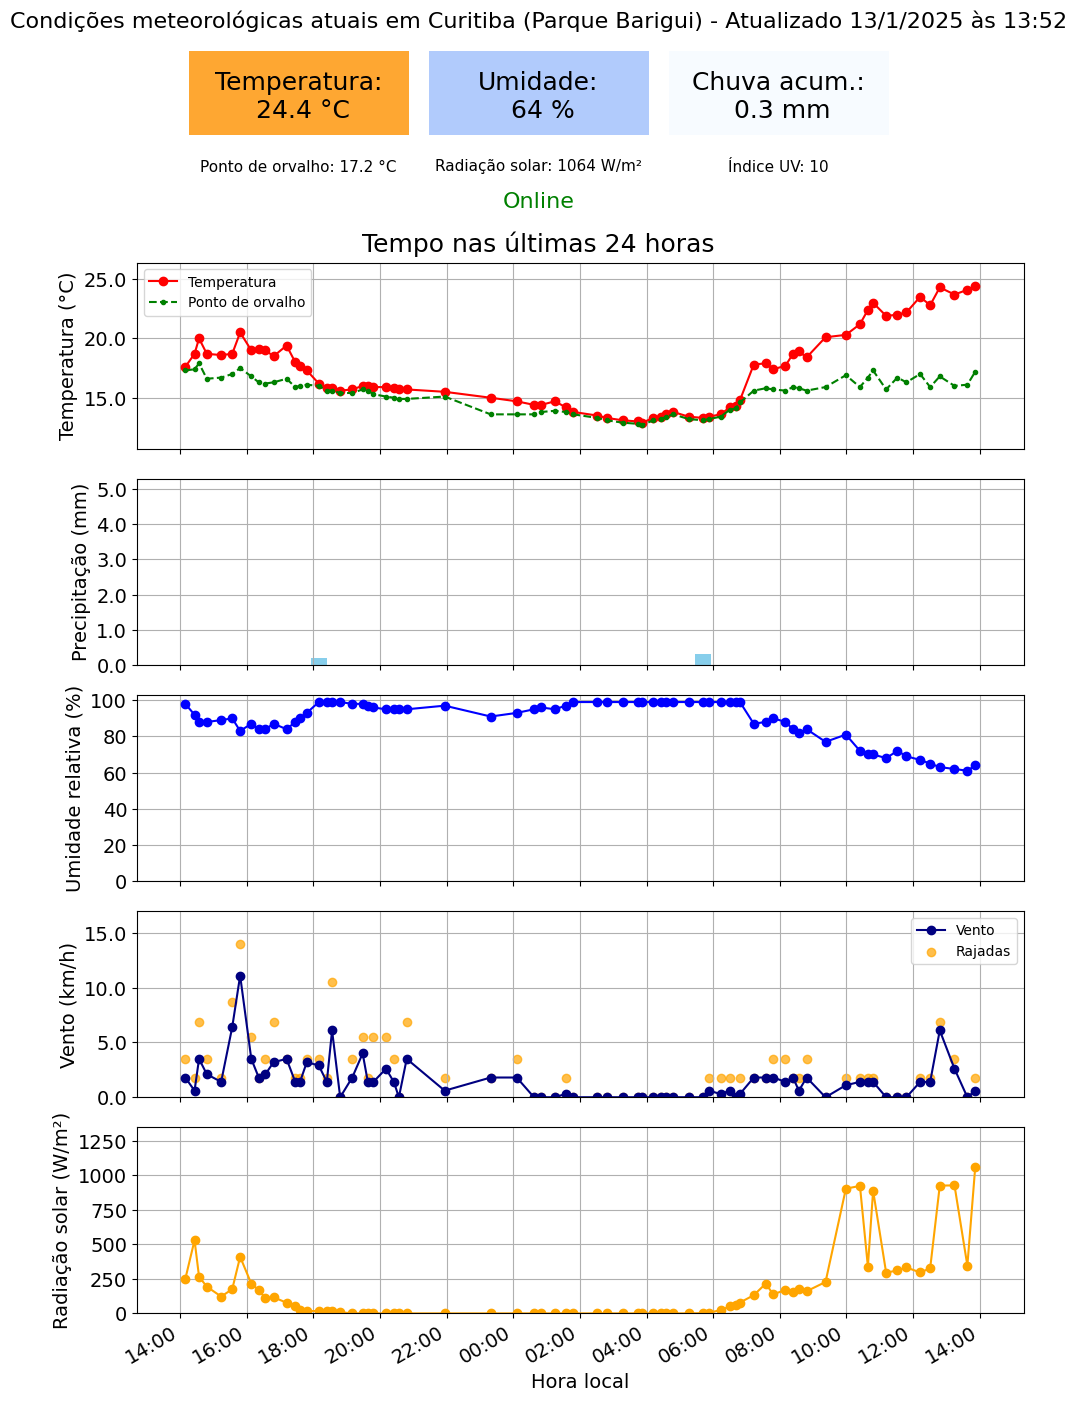 Condições meteorológicas atuais em Curitiba (Parque Barigui) - Atualizado 13/1/2025 às 13:52
Temperatura:
24.4 °C
Umidade:
64 %
Chuva acum.:
0.3 mm
Ponto de orvalho: 17.2 °C
Radiação solar: 1064 W/m²
Índice UV: 10
Online
Tempo nas últimas 24 horas
Temperatura (°C)
25.0
20.0
15.0
Temperatura
Ponto de orvalho
Precipitação (mm)
5.0
4.0
3.0
2.0
1.0
0.0
Umidade relativa (%)
100
80
60
40
20
0
Vento (km/h)
15.0
10.0
5.0
0.0
Vento
Rajadas
Radiação solar (W/m²)
1250
1000
750
500
250
0
14:00
16:00
18:00
20:00
22:00
00:00
02:00
04:00
06:00
08:00
10:00
12:00
14:00
Hora local